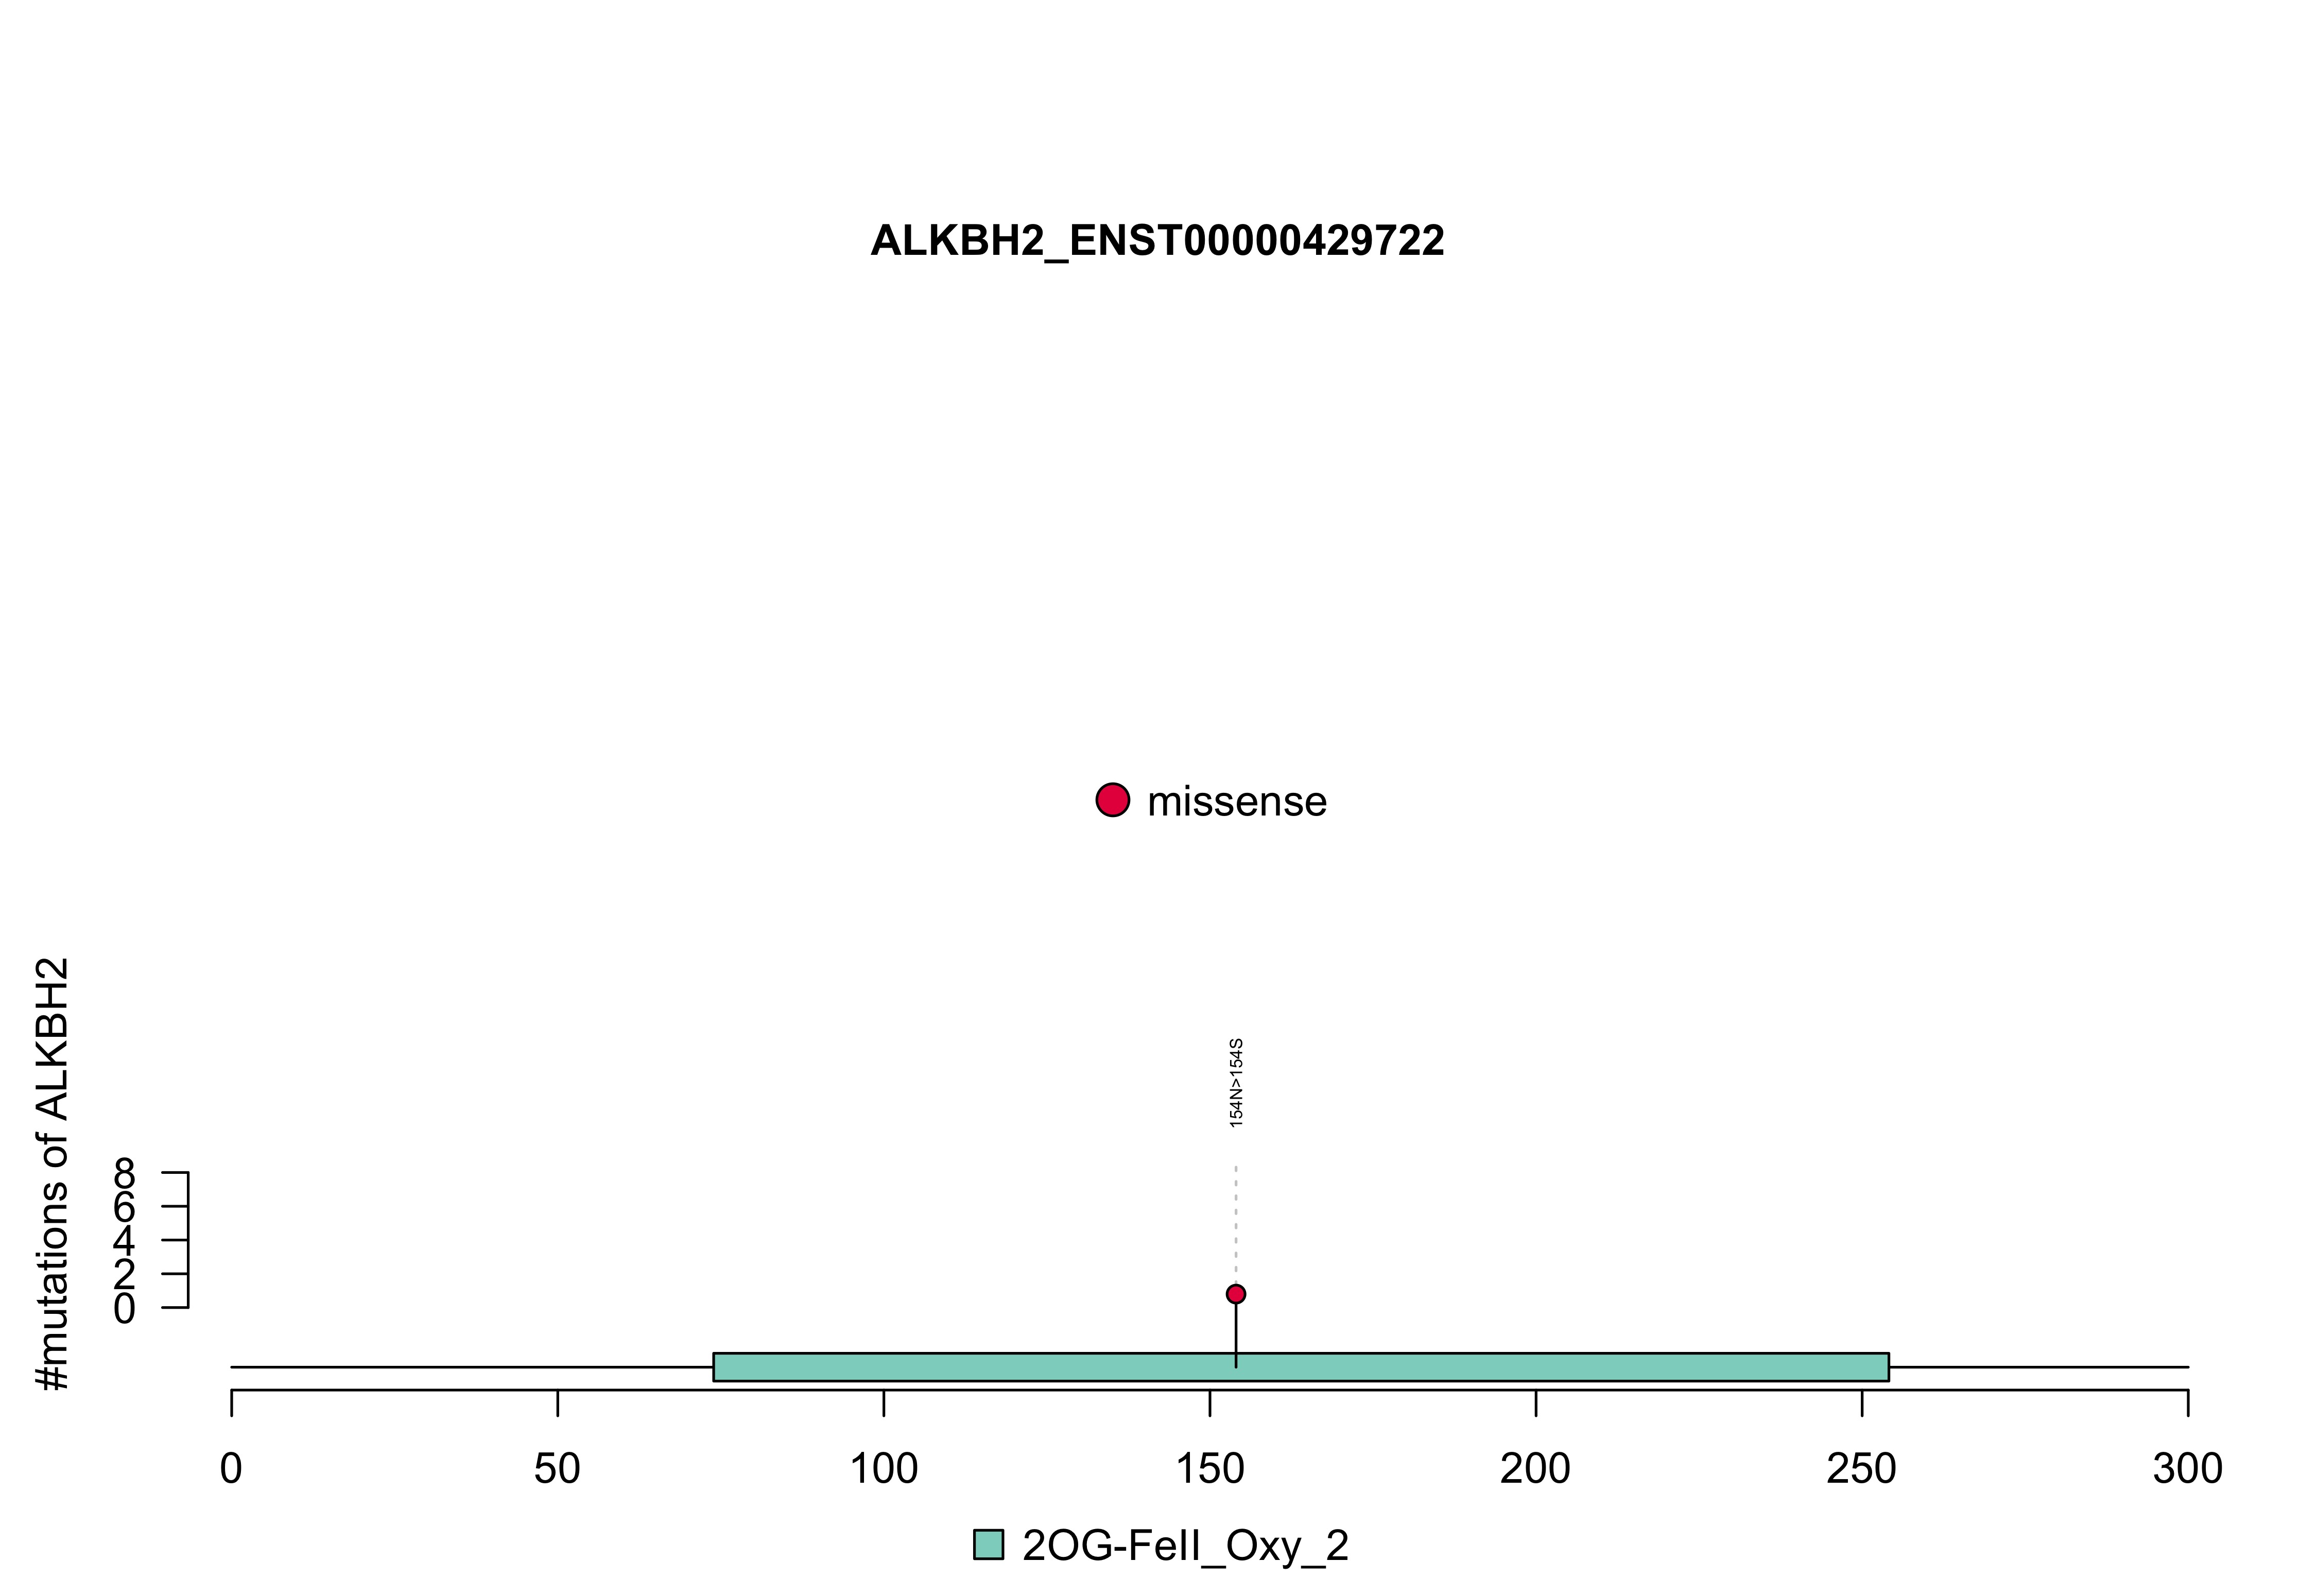 ALKBH2_ENST00000429722
missense
#mutations of ALKBH2
154N>154S
8
6
4
2
0
0 50 100 150 200 250 300
2OG-FeII_Oxy_2